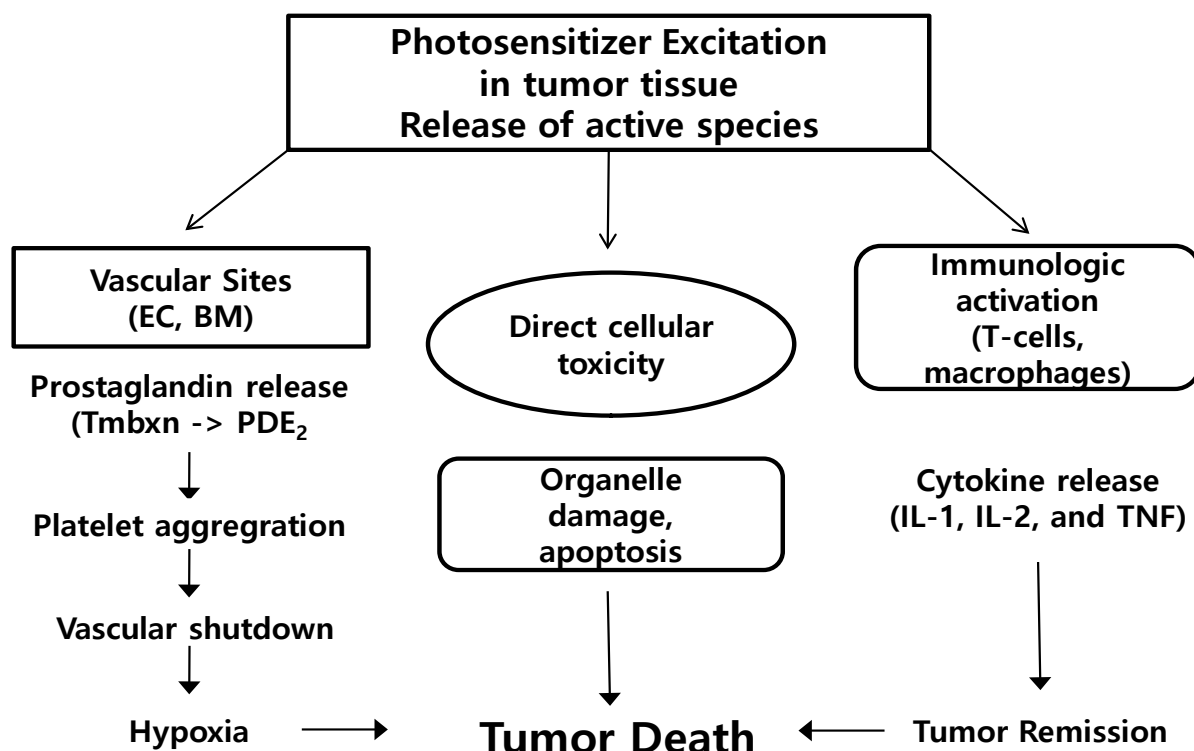 Photosensitizer Excitation
in tumor tissue
Release of active species
Vascular Sites
(EC, BM)
Prostaglandin release
(Tmbxn -> PDE₂
Platelet aggregration
Vascular shutdown
Hypoxia
Direct cellular
toxicity
Organelle
damage,
apoptosis
Tumor Death
Immunologic
activation
(T-cells,
macrophages)
Cytokine release
(IL-1, IL-2, and TNF)
Tumor Remission